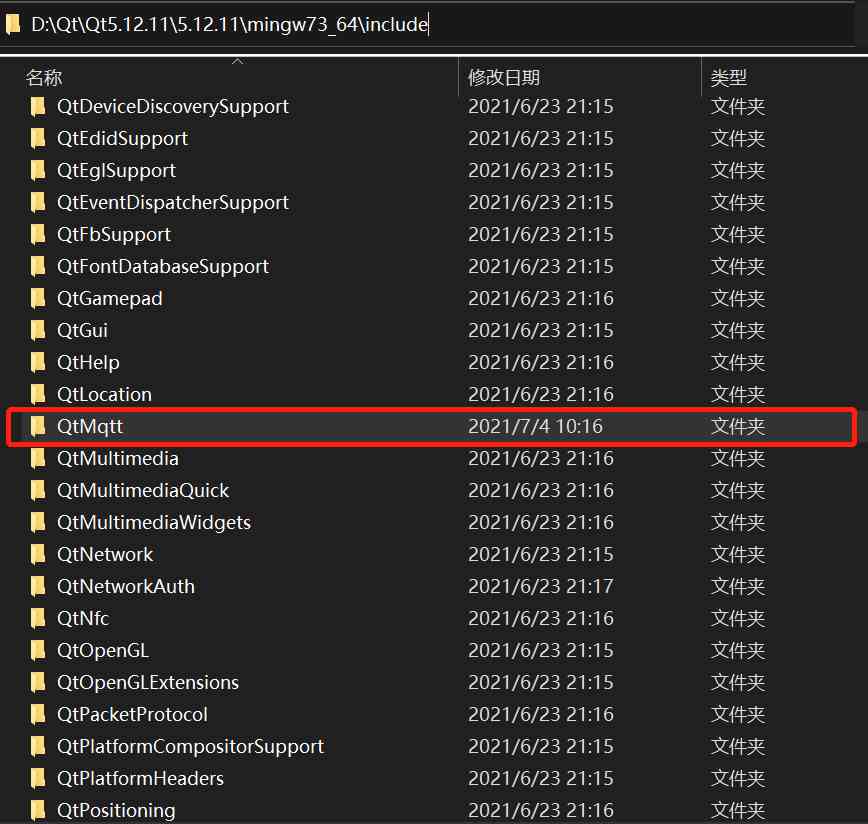 D:\Qt\Qt5.12.11\5.12.11\mingw73_64\include
名称 修改日期 类型
QtDeviceDiscoverySupport 2021/6/23 21:15 文件夹
QtEdidSupport 2021/6/23 21:15 文件夹
QtEglSupport 2021/6/23 21:15 文件夹
QtEventDispatcherSupport 2021/6/23 21:15 文件夹
QtFbSupport 2021/6/23 21:15 文件夹
QtFontDatabaseSupport 2021/6/23 21:15 文件夹
QtGamepad 2021/6/23 21:16 文件夹
QtGui 2021/6/23 21:15 文件夹
QtHelp 2021/6/23 21:16 文件夹
QtLocation 2021/6/23 21:16 文件夹
QtMqtt 2021/7/4 10:16 文件夹
QtMultimedia 2021/6/23 21:16 文件夹
QtMultimediaQuick 2021/6/23 21:16 文件夹
QtMultimediaWidgets 2021/6/23 21:16 文件夹
QtNetwork 2021/6/23 21:15 文件夹
QtNetworkAuth 2021/6/23 21:17 文件夹
QtNfc 2021/6/23 21:16 文件夹
QtOpenGL 2021/6/23 21:15 文件夹
QtOpenGLExtensions 2021/6/23 21:15 文件夹
QtPacketProtocol 2021/6/23 21:16 文件夹
QtPlatformCompositorSupport 2021/6/23 21:15 文件夹
QtPlatformHeaders 2021/6/23 21:15 文件夹
QtPositioning 2021/6/23 21:16 文件夹